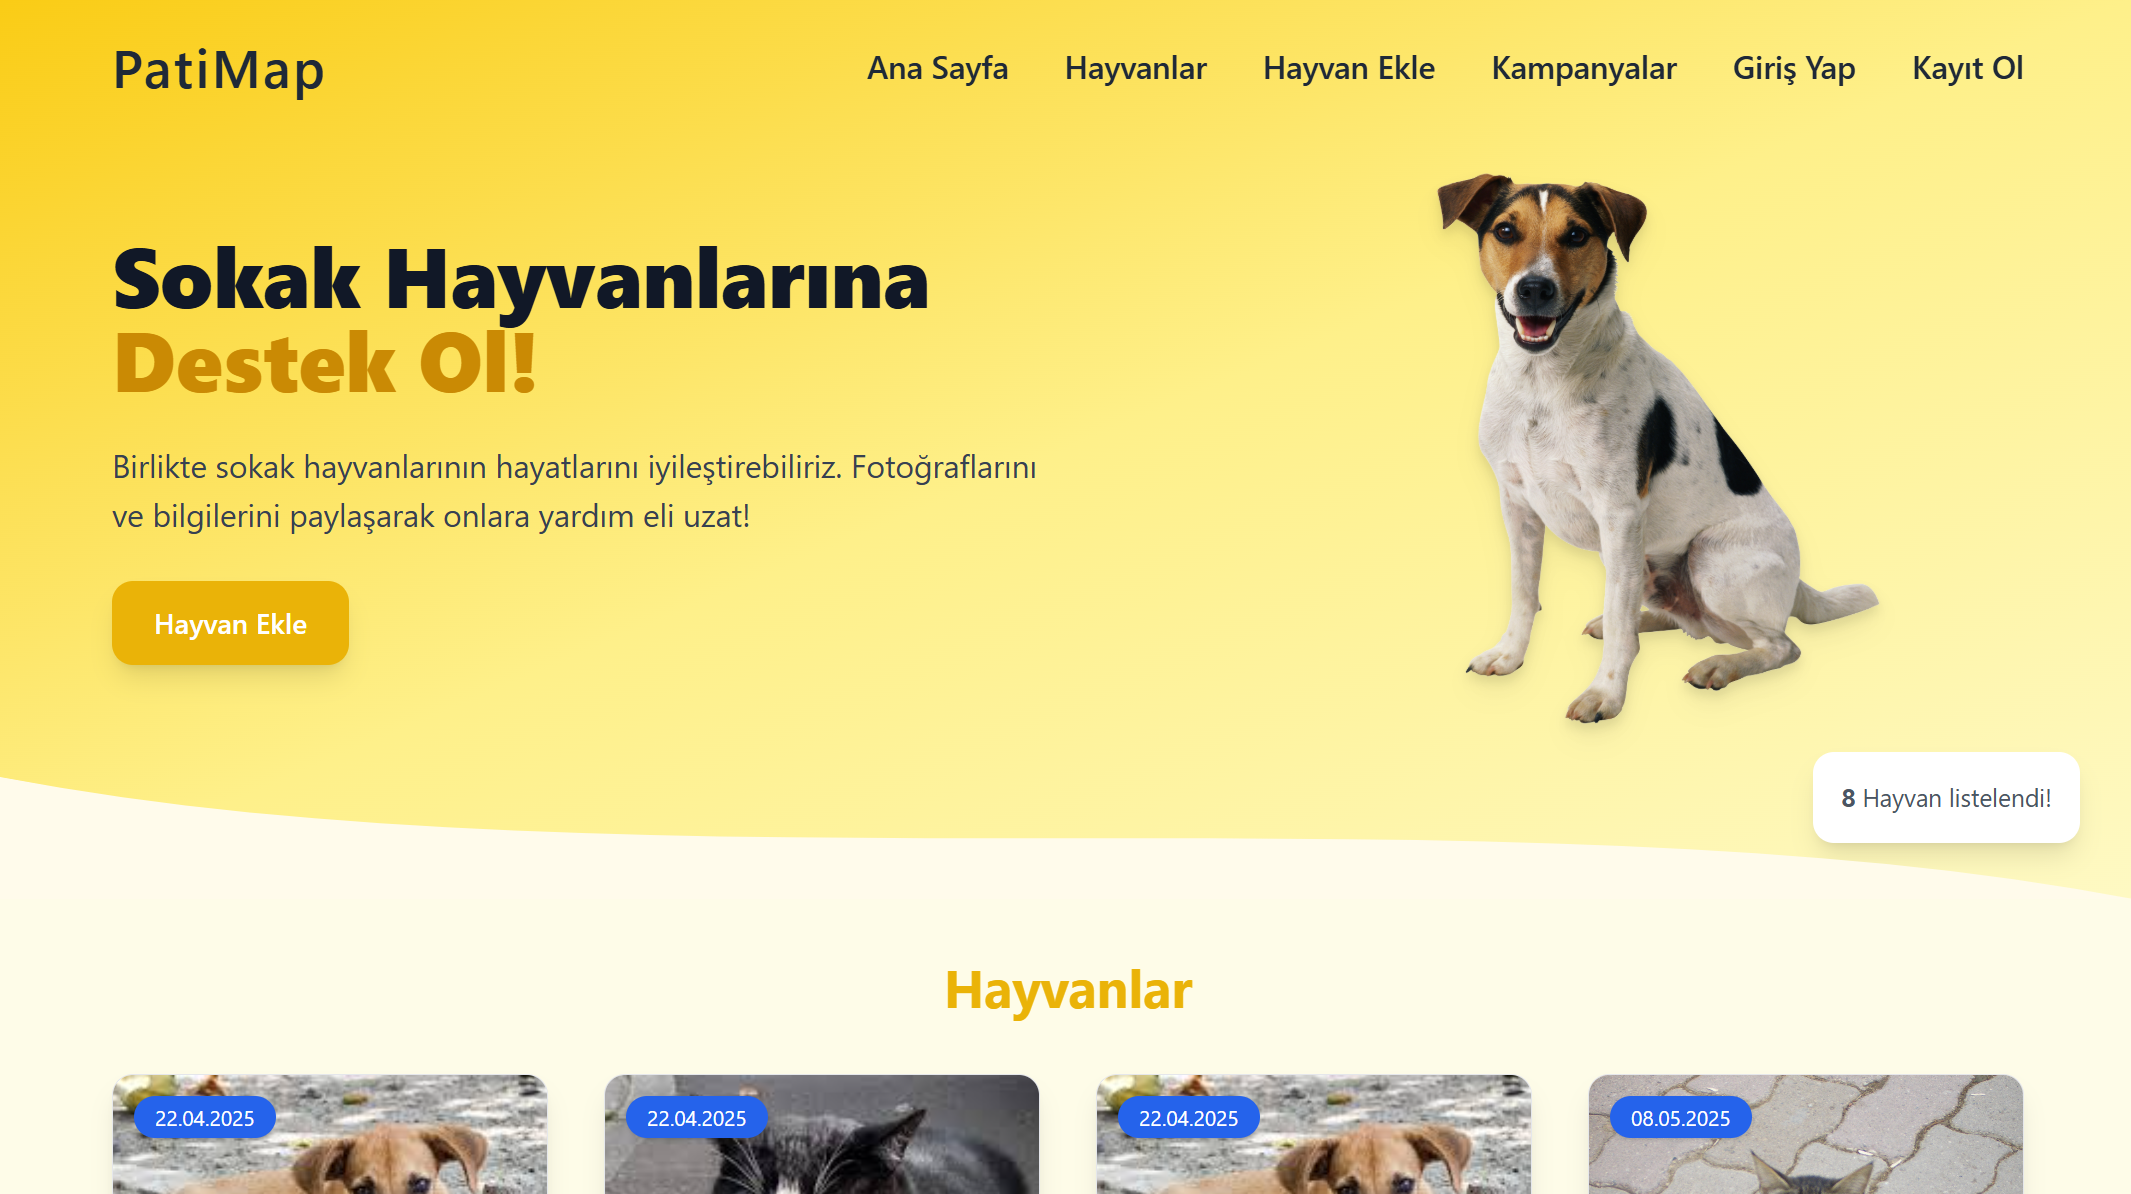 PatiMap
Ana Sayfa
Hayvanlar
Hayvan Ekle
Kampanyalar
Giriş Yap
Kayıt Ol
Sokak Hayvanlarına
Destek Ol!
Birlikte sokak hayvanlarının hayatlarını iyileştirebiliriz. Fotoğraflarını
ve bilgilerini paylaşarak onlara yardım eli uzat!
Hayvan Ekle
8 Hayvan listelendi!
Hayvanlar
22.04.2025
22.04.2025
22.04.2025
08.05.2025